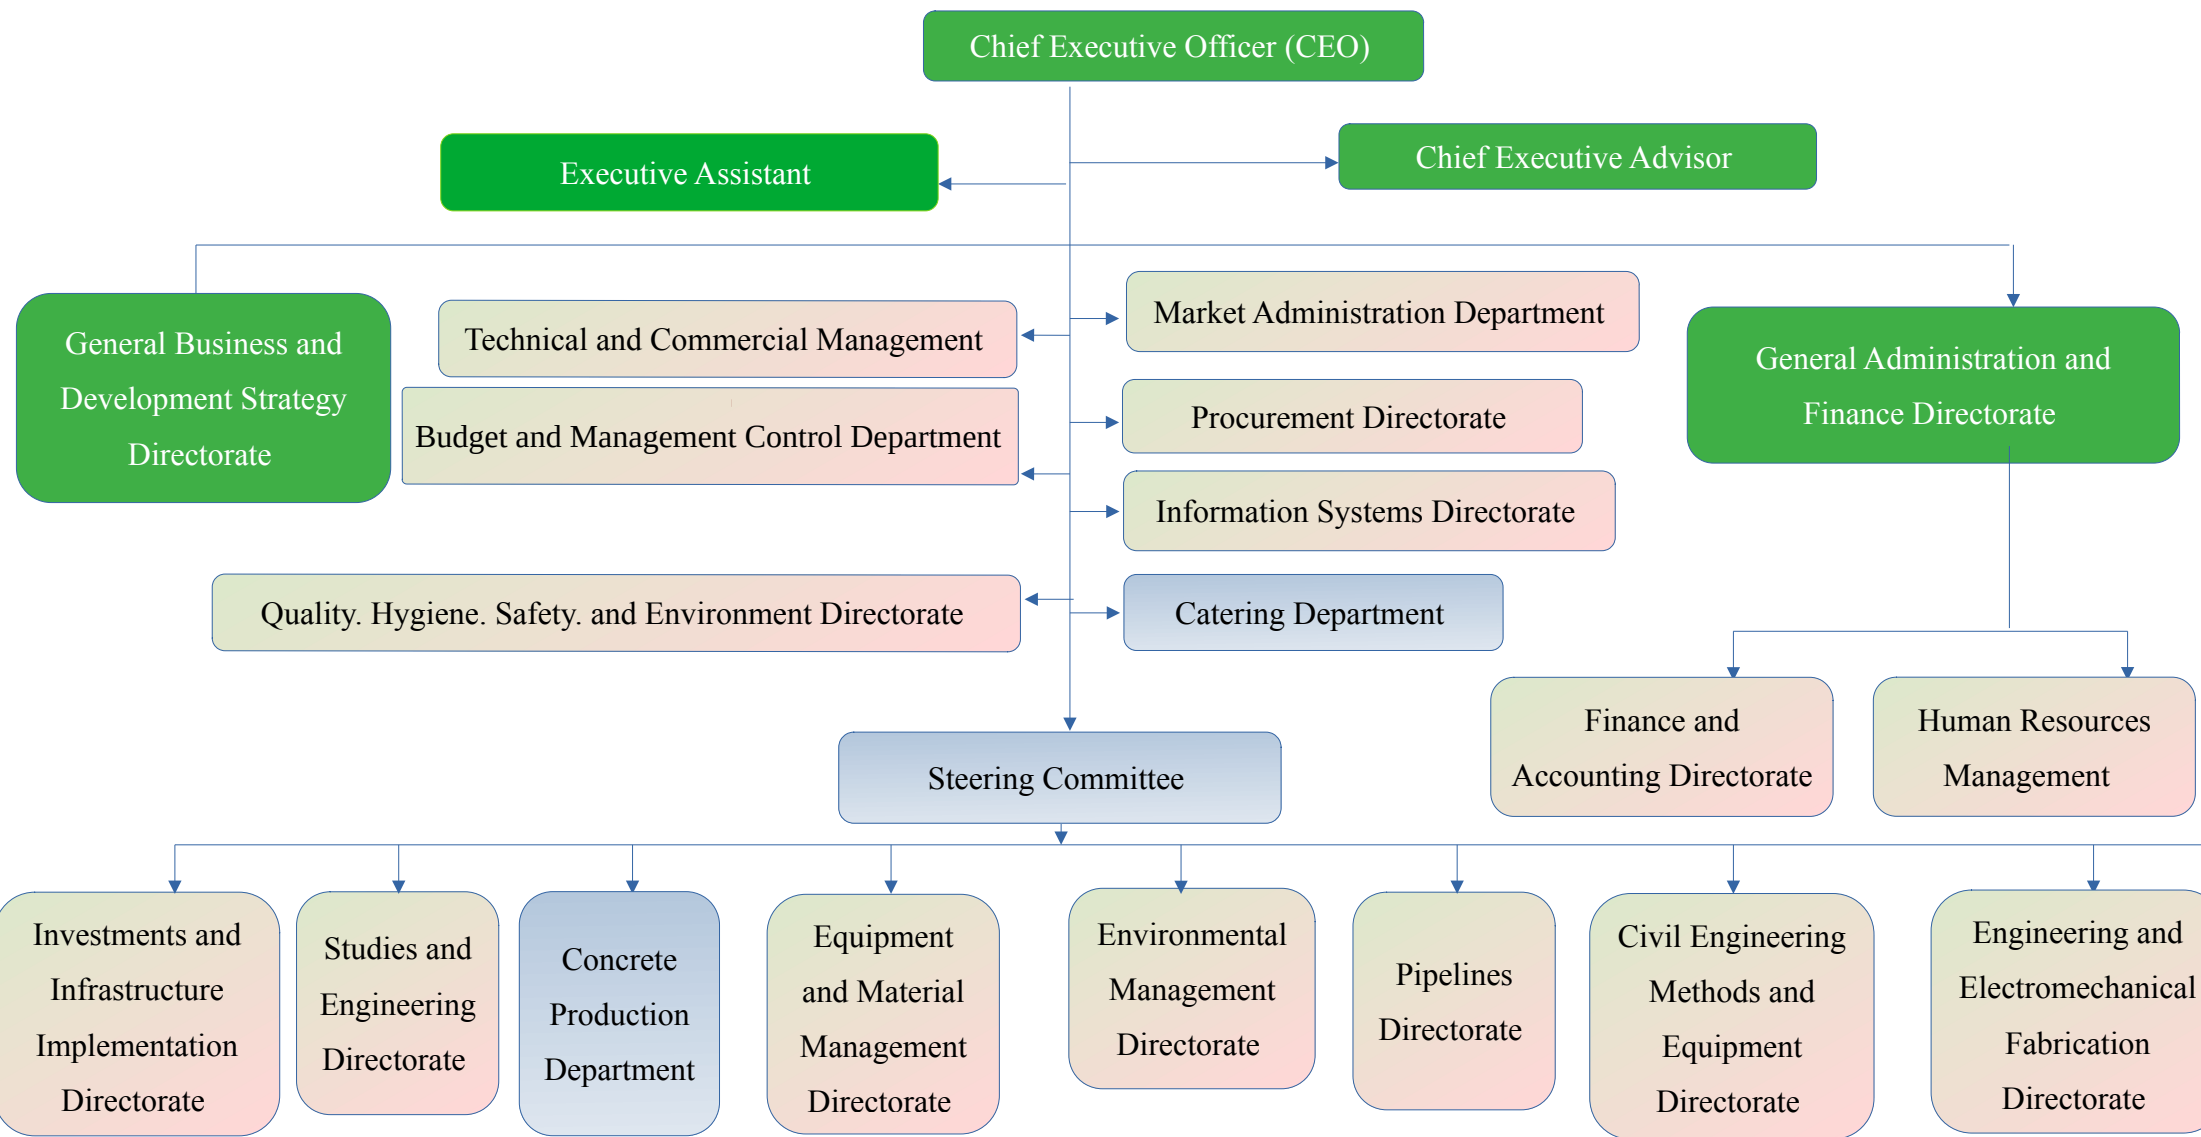 Chief Executive Officer (CEO)
Executive Assistant
Chief Executive Advisor
General Business and
Development Strategy
Directorate
Technical and Commercial Management
Budget and Management Control Department
Quality. Hygiene. Safety. and Environment Directorate
Market Administration Department
Procurement Directorate
Information Systems Directorate
Catering Department
General Administration and
Finance Directorate
Finance and
Accounting Directorate
Human Resources
Management
Steering Committee
Investments and
Infrastructure
Implementation
Directorate
Studies and
Engineering
Directorate
Concrete
Production
Department
Equipment
and Material
Management
Directorate
Environmental
Management
Directorate
Pipelines
Directorate
Civil Engineering
Methods and
Equipment
Directorate
Engineering and
Electromechanical
Fabrication
Directorate